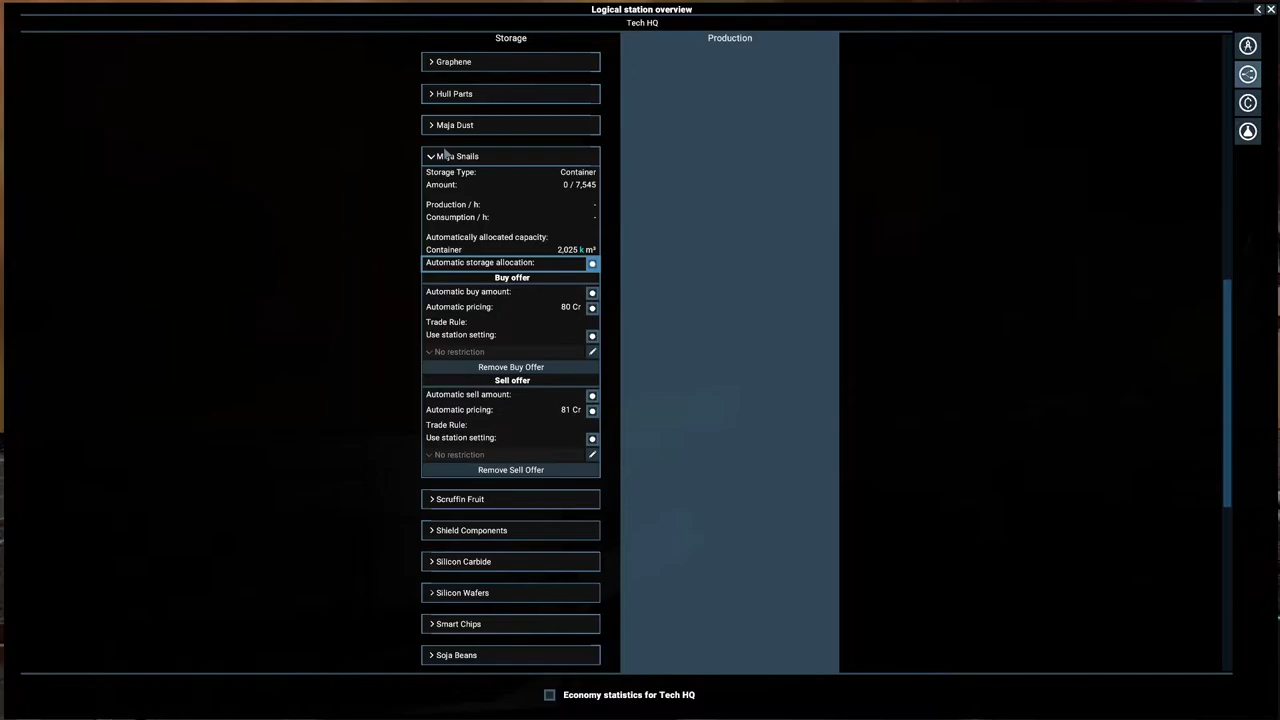 Logical station overview
Tech HQ
Storage
Production
Graphene
Hull Parts
Maja Dust
Maja Snails
Storage Type: Container
Amount: 0 / 7,545
Production / h: -
Consumption / h: -
Automatically allocated capacity:
Container 2,025 k m³
Automatic storage allocation:
Buy offer
Automatic buy amount:
Automatic pricing: 80 Cr
Trade Rule:
Use station setting:
No restriction
Remove Buy Offer
Sell offer
Automatic sell amount:
Automatic pricing: 81 Cr
Trade Rule:
Use station setting:
No restriction
Remove Sell Offer
Scruffin Fruit
Shield Components
Silicon Carbide
Silicon Wafers
Smart Chips
Soja Beans
Economy statistics for Tech HQ